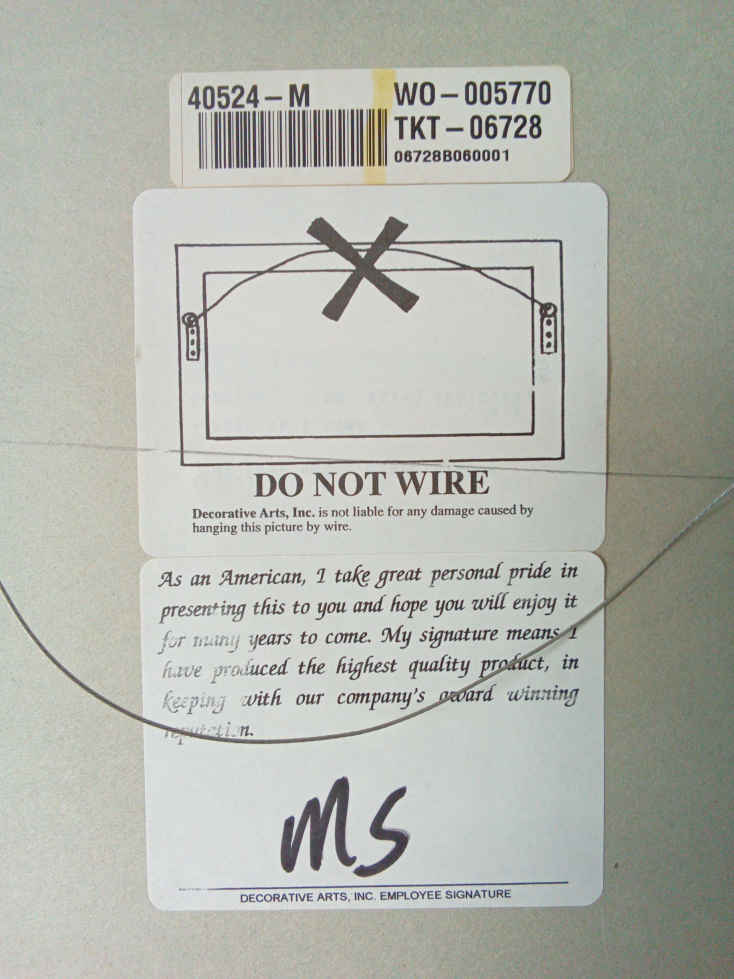 40524-M
WO-005770
TKT-06728
06728B060001
DO NOT WIRE
Decorative Arts, Inc. is not liable for any damage caused by
hanging this picture by wire.
As an American, I take great personal pride in
presenting this to you and hope you will enjoy it
for many years to come. My signature means I
have produced the highest quality product, in
keeping with our company's award winning
reputation.
MS
DECORATIVE ARTS, INC. EMPLOYEE SIGNATURE